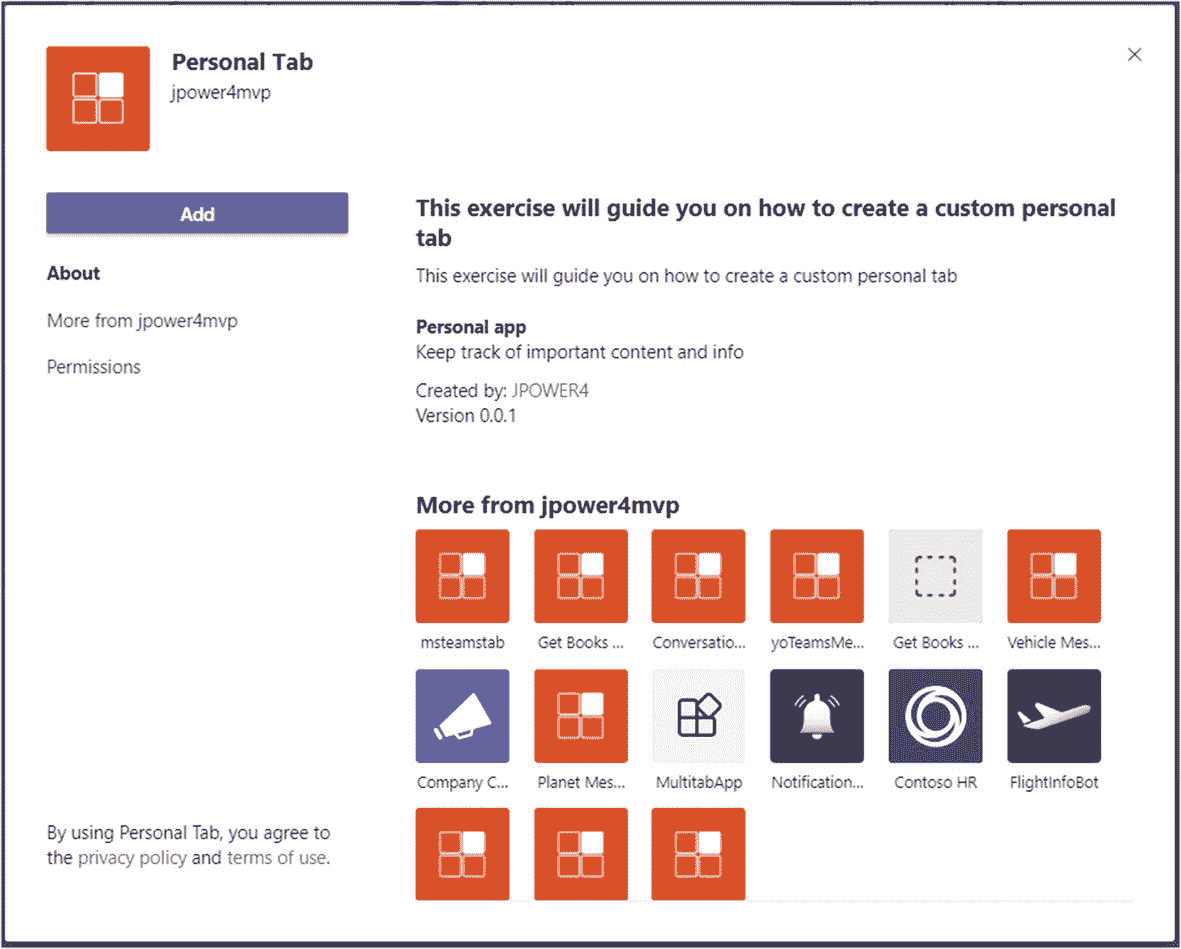 Personal Tab
jpower4mvp
Add
About
More from jpower4mvp
Permissions
By using Personal Tab, you agree to
the privacy policy and terms of use.
This exercise will guide you on how to create a custom personal
tab
This exercise will guide you on how to create a custom personal tab
Personal app
Keep track of important content and info
Created by: JPOWER4
Version 0.0.1
More from jpower4mvp
msteamstab Get Books ... Conversatio... yoTeamsMe... Get Books ... Vehicle Mes...
Company C... Planet Mes... MultitabApp Notification... Contoso HR FlightInfoBot